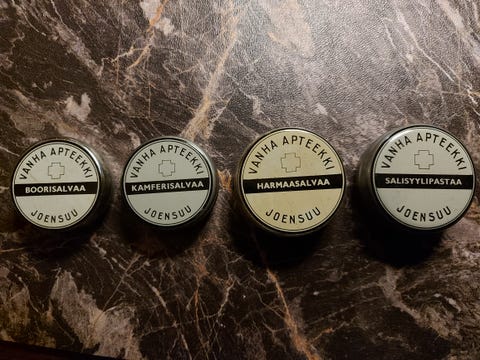 VANHA APTEEKKI
BOORISALVAA
JOENSUU
VANHA APTEEKKI
KAMFERISALVAA
JOENSUU
VANHA APTEEKKI
HARMAASALVAA
JOENSUU
VANHA APTEEKKI
SALISYYLIPASTAA
JOENSUU